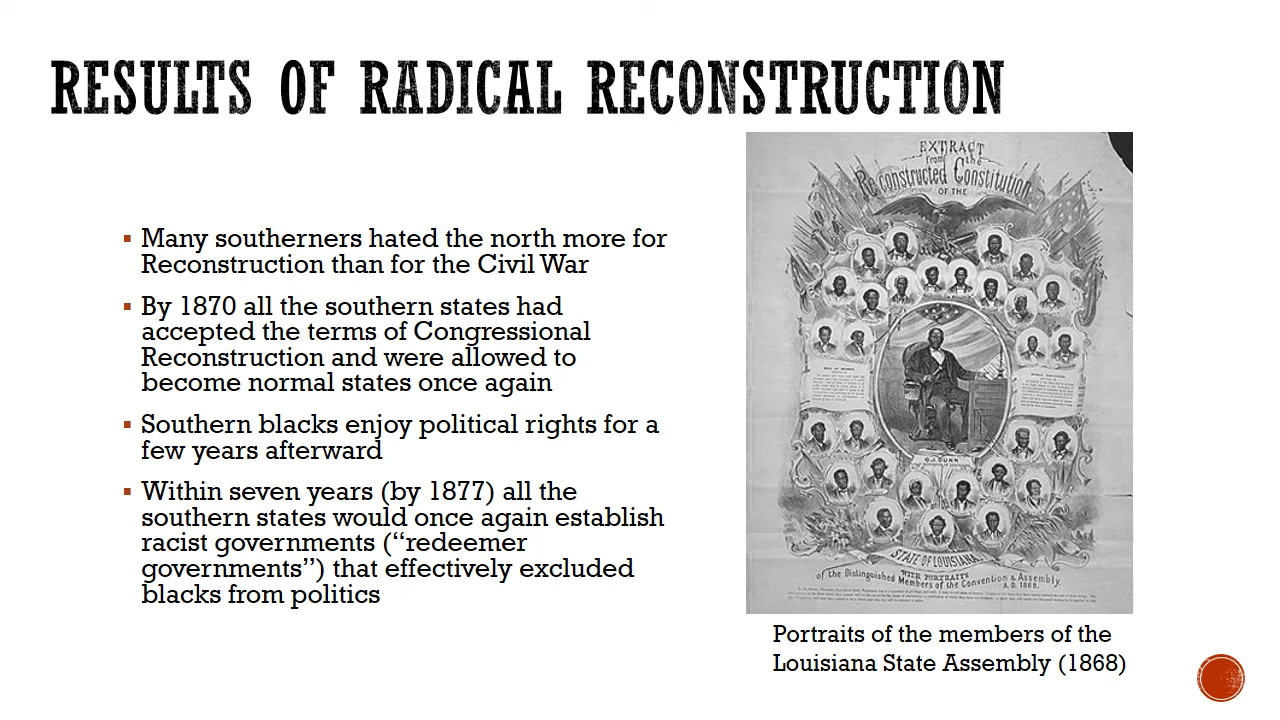 RESULTS OF RADICAL RECONSTRUCTION
Many southerners hated the north more for
Reconstruction than for the Civil War
By 1870 all the southern states had
accepted the terms of Congressional
Reconstruction and were allowed to
become normal states once again
Southern blacks enjoy political rights for a
few years afterward
Within seven years (by 1877) all the
southern states would once again establish
racist governments (“redeemer
governments”) that effectively excluded
blacks from politics
EXTRACT
from the
Reconstructed Constitution
OF THE
STATE OF LOUISIANA
WITH PORTRAITS
of the Distinguished Members of the Convention & Assembly.
A. D. 1868.
Portraits of the members of the
Louisiana State Assembly (1868)